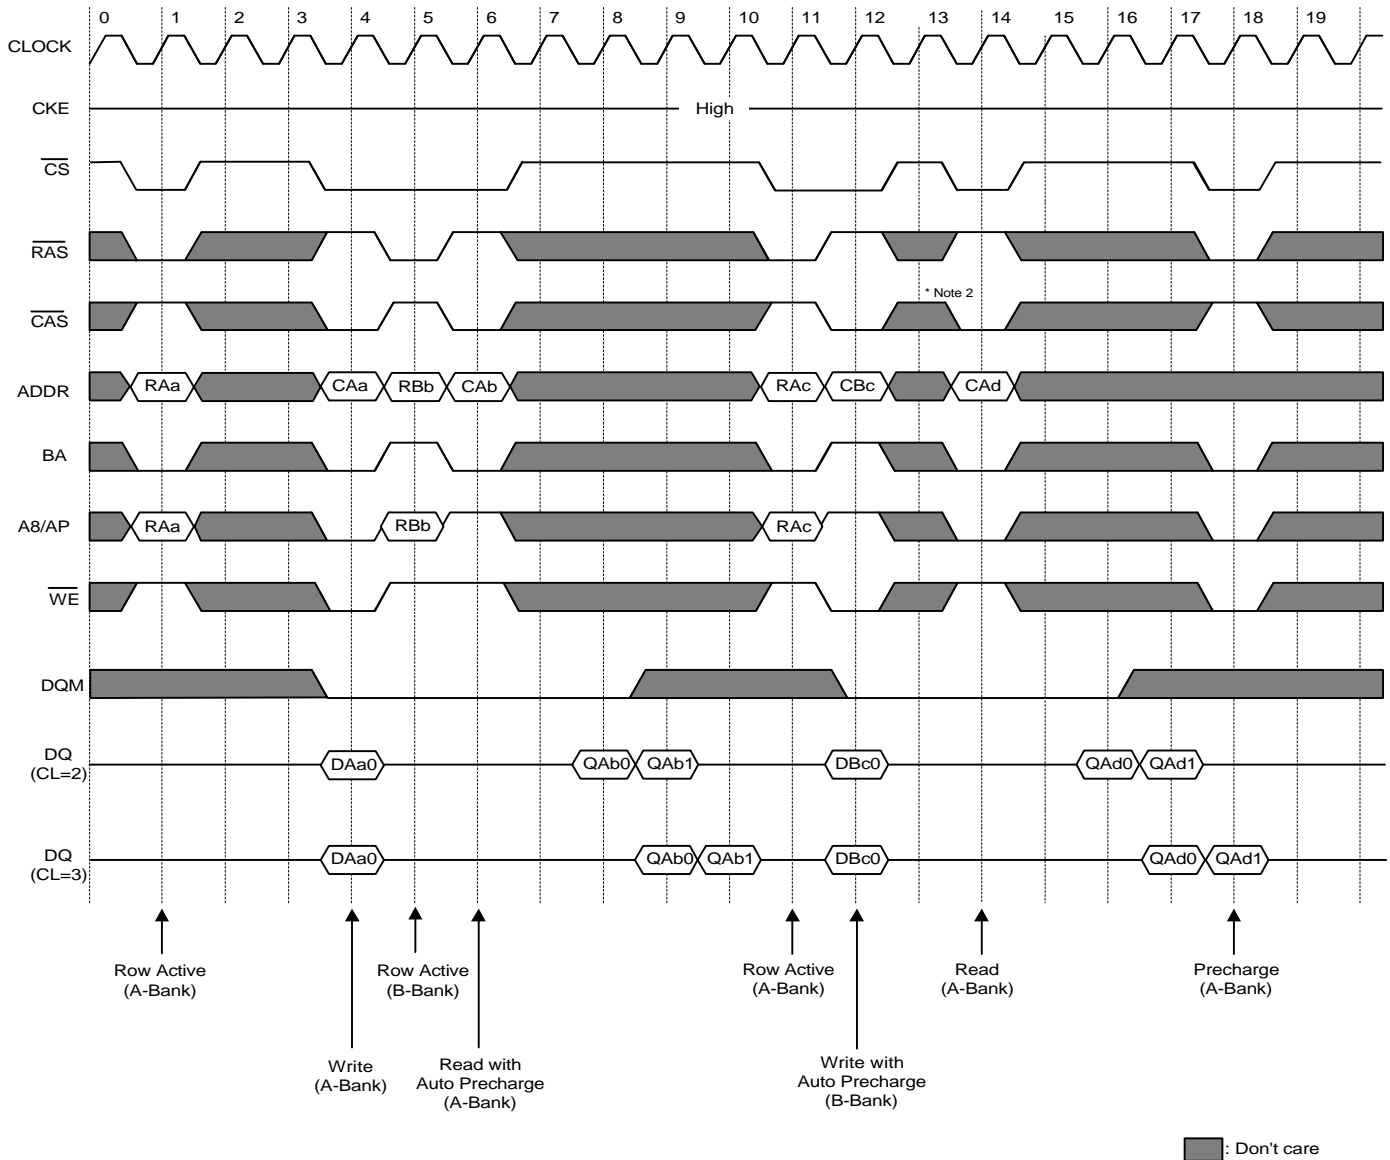 0 1 2 3 4 5 6 7 8 9 10 11 12 13 14 15 16 17 18 19
CLOCK
CKE High
CS
RAS
CAS * Note 2
ADDR RAa CAa RBb CAb RAc CBc CAd
BA
A8/AP RAa RBb RAc
WE
DQM
DQ
(CL=2) DAa0 QAb0 QAb1 DBc0 QAd0 QAd1
DQ
(CL=3) DAa0 QAb0 QAb1 DBc0 QAd0 QAd1
Row Active
(A-Bank)
Row Active
(B-Bank)
Row Active
(A-Bank)
Read
(A-Bank)
Precharge
(A-Bank)
Write
(A-Bank)
Read with
Auto Precharge
(A-Bank)
Write with
Auto Precharge
(B-Bank)
: Don't care